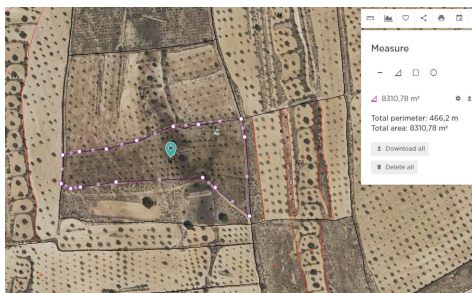 Measure
8310,78 m²
Total perimeter: 466,2 m
Total area: 8310,78 m²
Download all
Delete all